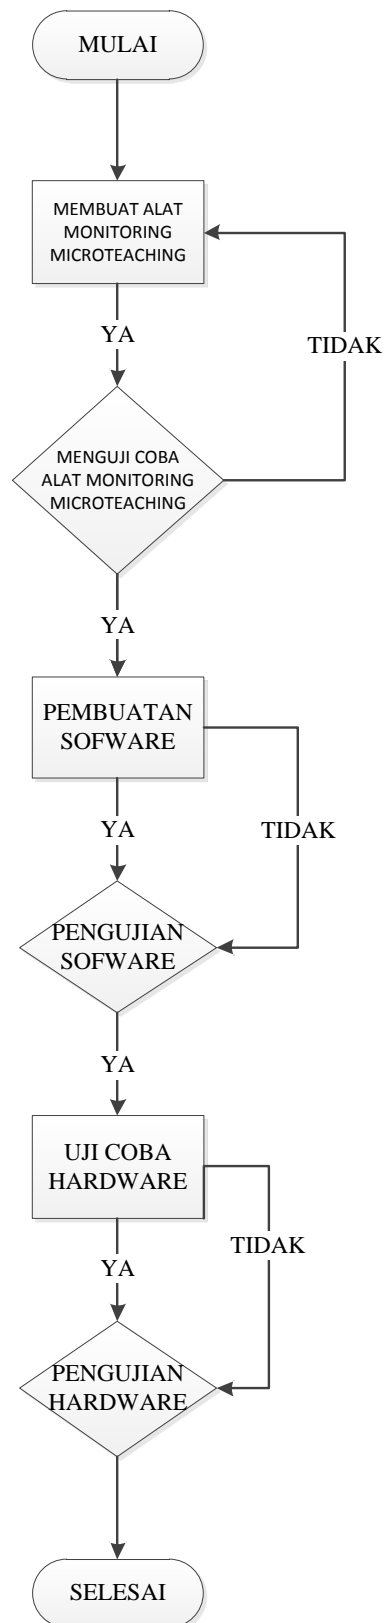 MULAI
MEMBUAT ALAT
MONITORING
MICROTEACHING
YA
TIDAK
MENGUJI COBA
ALAT MONITORING
MICROTEACHING
YA
PEMBUATAN
SOFWARE
YA
TIDAK
PENGUJIAN
SOFWARE
YA
UJI COBA
HARDWARE
YA
TIDAK
PENGUJIAN
HARDWARE
SELESAI